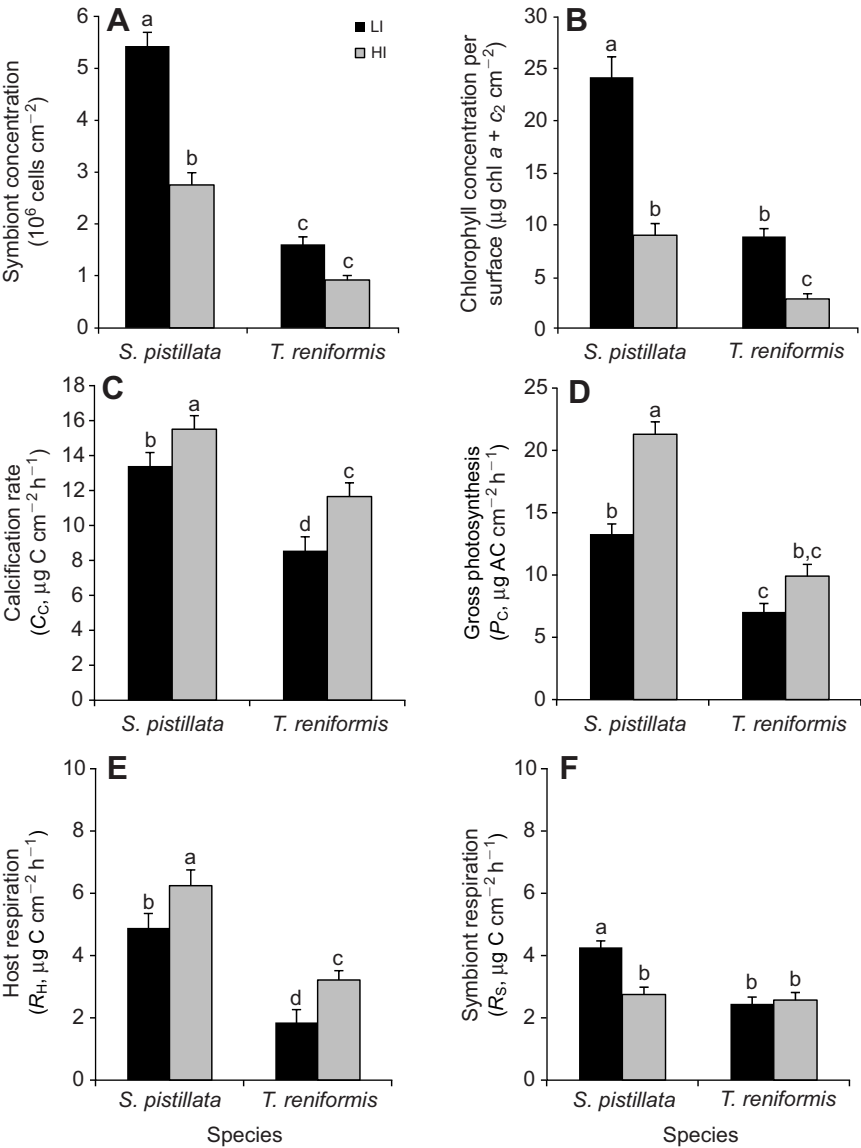 A
Symbiont concentration
(10⁶ cells cm⁻²)
6
5
4
3
2
1
0
a
b
c
c
LI
HI
S. pistillata T. reniformis
B
Chlorophyll concentration per
surface (µg chl a + c₂ cm⁻²)
30
25
20
15
10
5
0
a
b
b
c
S. pistillata T. reniformis
C
Calcification rate
(C_C, µg C cm⁻² h⁻¹)
18
16
14
12
10
8
6
4
2
0
b
a
d
c
S. pistillata T. reniformis
D
Gross photosynthesis
(P_C, µg AC cm⁻² h⁻¹)
25
20
15
10
5
0
b
a
c
b,c
S. pistillata T. reniformis
E
Host respiration
(R_H, µg C cm⁻² h⁻¹)
10
8
6
4
2
0
b
a
d
c
S. pistillata T. reniformis
Species
F
Symbiont respiration
(R_S, µg C cm⁻² h⁻¹)
10
8
6
4
2
0
a
b
b
b
S. pistillata T. reniformis
Species